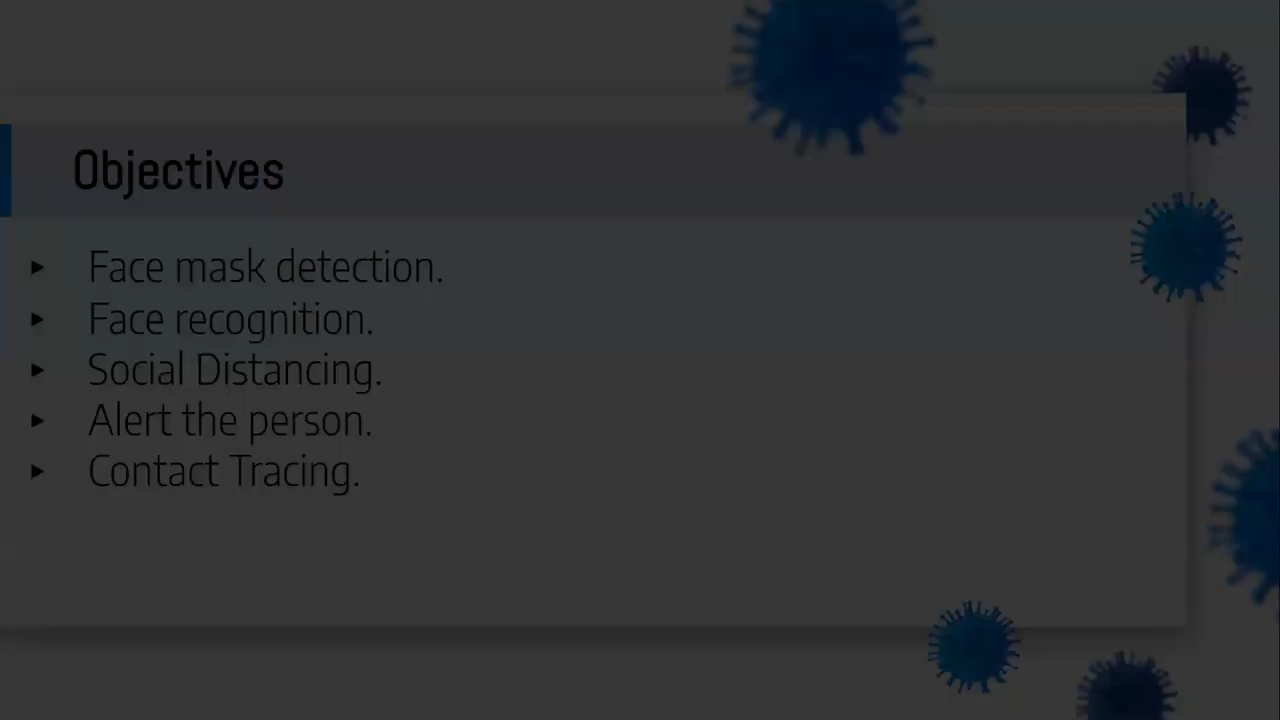 Objectives
▸ Face mask detection.
▸ Face recognition.
▸ Social Distancing.
▸ Alert the person.
▸ Contact Tracing.